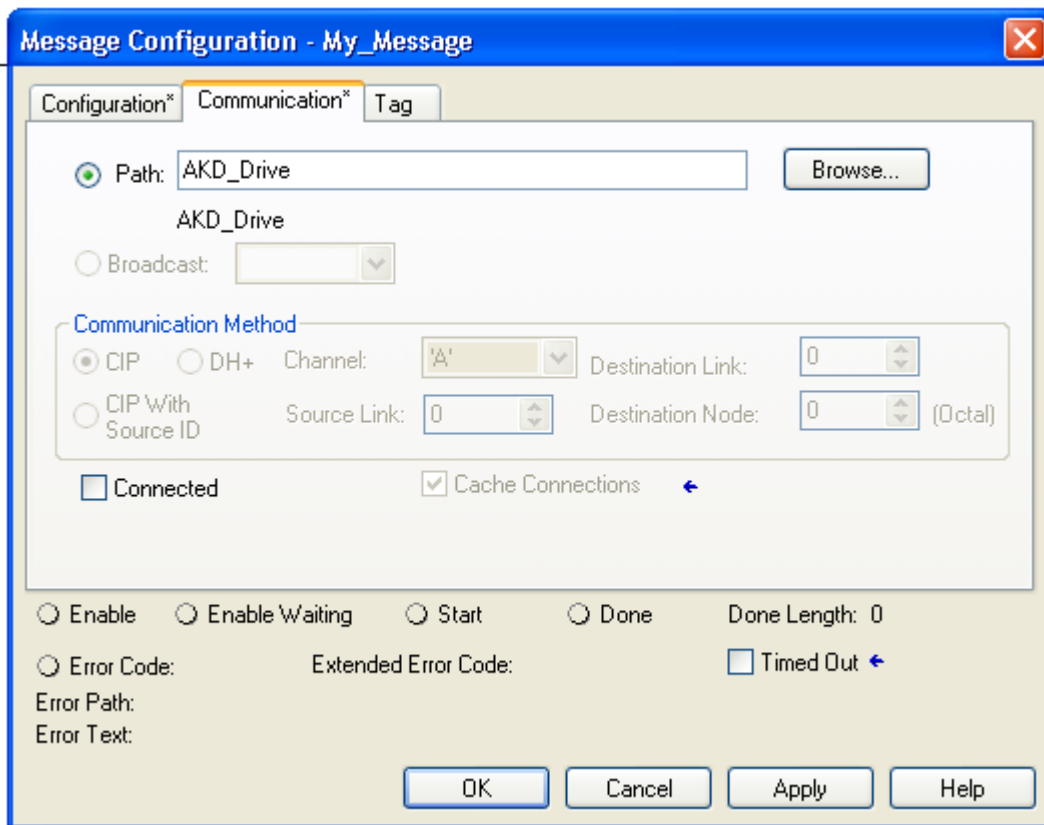 Message Configuration - My_Message
Configuration* Communication* Tag
Path: AKD_Drive Browse...
AKD_Drive
Broadcast:
Communication Method
CIP DH+ Channel: 'A' Destination Link: 0
CIP With Source ID Source Link: 0 Destination Node: 0 (Octal)
Connected Cache Connections ←
Enable Enable Waiting Start Done Done Length: 0
Error Code: Extended Error Code: Timed Out ←
Error Path:
Error Text:
OK Cancel Apply Help